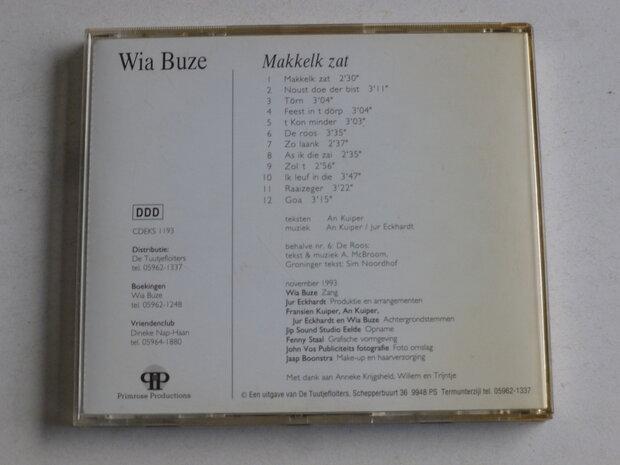 Wia Buze
Makkelk zat
1 Makkelk zat 2'30"
2 Noust doe der bist 3'11"
3 Törn 3'04"
4 Feest in t dörp 3'04"
5 t Kon minder 3'03"
6 De roos 3'35"
7 Zo laank 2'37"
8 As ik die zai 2'35"
9 Zol t 2'56"
10 Ik leuf in die 3'47"
11 Raaizeger 3'22"
12 Goa 3'15"
teksten An Kuiper
muziek An Kuiper / Jur Eckhardt
behalve nr. 6: De Roos:
tekst & muziek A. McBroom,
Groninger tekst: Sim Noordhof
november 1993
Wia Buze Zang
Jur Eckhardt Produktie en arrangementen
Fransien Kuiper, An Kuiper,
Jur Eckhardt en Wia Buze Achtergrondstemmen
Jip Sound Studio Eelde Opname
Fenny Staal Grafische vormgeving
John Vos Publiciteits fotografie Foto omslag
Jaap Boonstra Make-up en haarverzorging
Met dank aan Anneke Krijgsheld, Willem en Trijntje
DDD
CDEKS 1193
Distributie:
De Tuutjefloiters
tel. 05962-1337
Boekingen
Wia Buze
tel. 05962-1248
Vriendenclub
Dineke Nap-Haan
tel. 05964-1880
PP
Primrose Productions
© Een uitgave van De Tuutjefloiters, Schepperbuurt 36 9948 PS Termunterzijl tel. 05962-1337